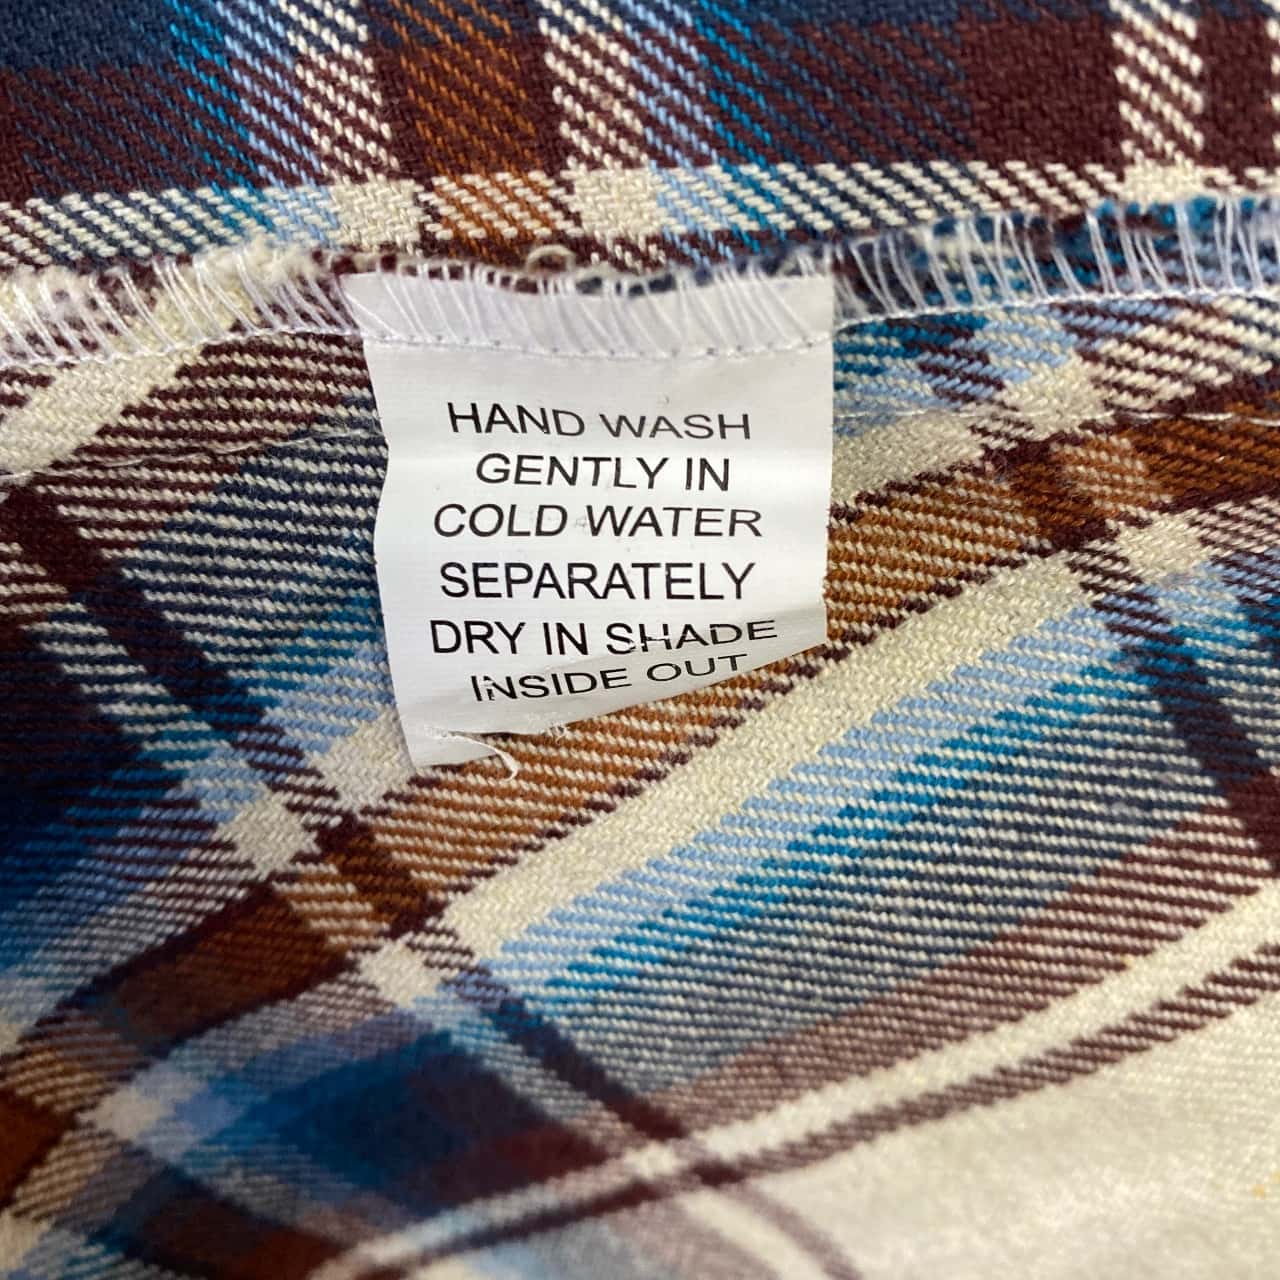 HAND WASH
GENTLY IN
COLD WATER
SEPARATELY
DRY IN SHADE
INSIDE OUT